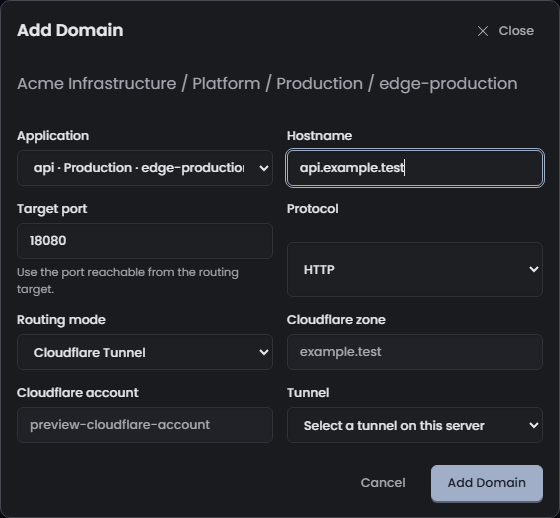 Add Domain
Close
Acme Infrastructure / Platform / Production / edge-production
Application
Hostname
api · Production · edge-production
api.example.test
Target port
Protocol
18080
HTTP
Use the port reachable from the routing
target.
Routing mode
Cloudflare zone
Cloudflare Tunnel
example.test
Cloudflare account
Tunnel
preview-cloudflare-account
Select a tunnel on this server
Cancel
Add Domain